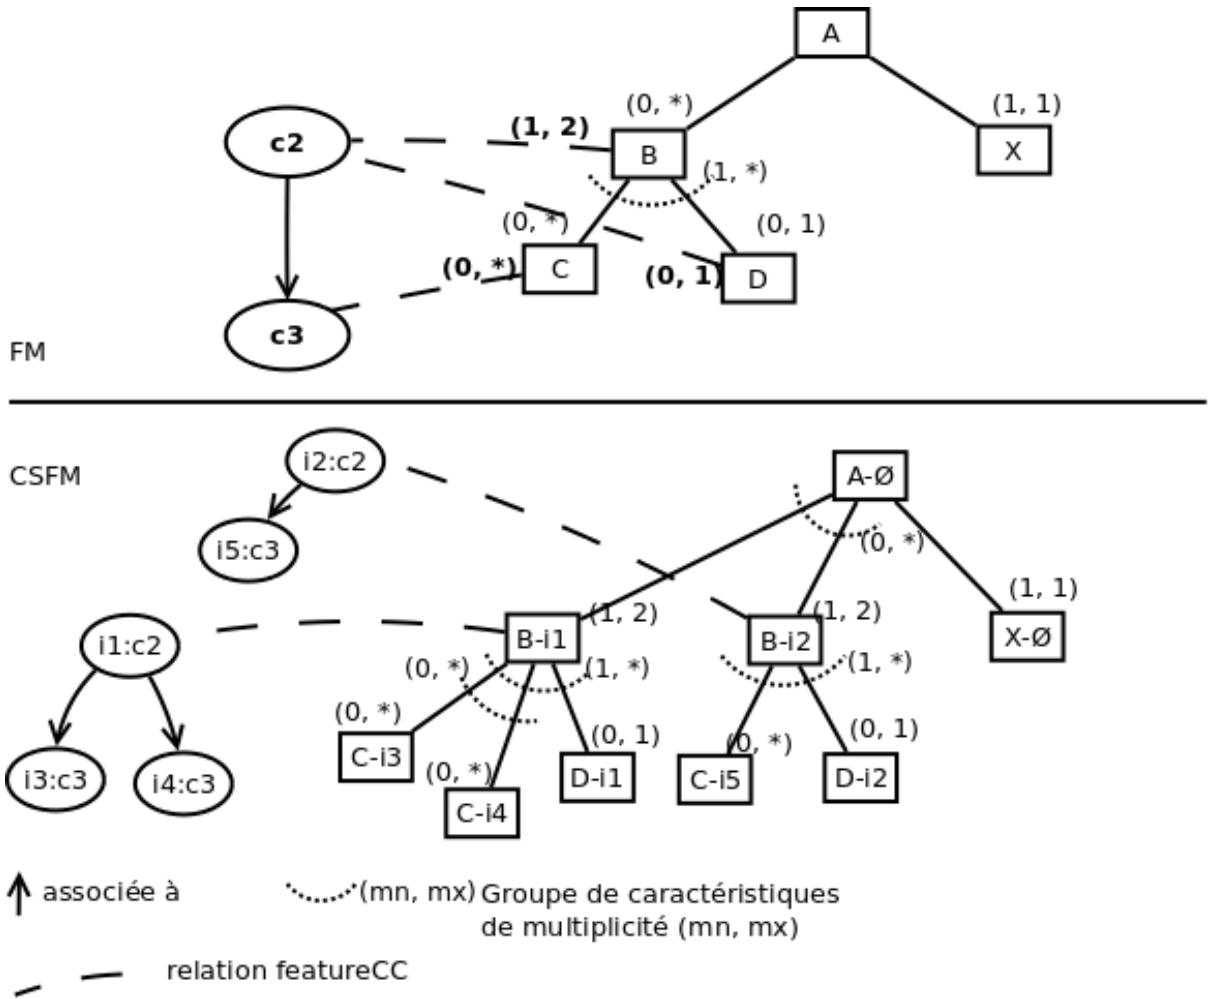 A
(0, *)
(1, 1)
c2
(1, 2)
B
X
(1, *)
(0, *)
(0, 1)
(0, *)
C
(0, 1)
D
c3
FM
CSFM
i2:c2
A-Ø
i5:c3
(0, *)
(1, 1)
(1, 2)
(1, 2)
i1:c2
B-i1
B-i2
X-Ø
(0, *)
(1, *)
(1, *)
(0, *)
(0, 1)
(0, 1)
C-i3
(0, *)
(0, *)
i3:c3
i4:c3
D-i1
C-i5
D-i2
C-i4
associée à
(mn, mx) Groupe de caractéristiques
de multiplicité (mn, mx)
relation featureCC